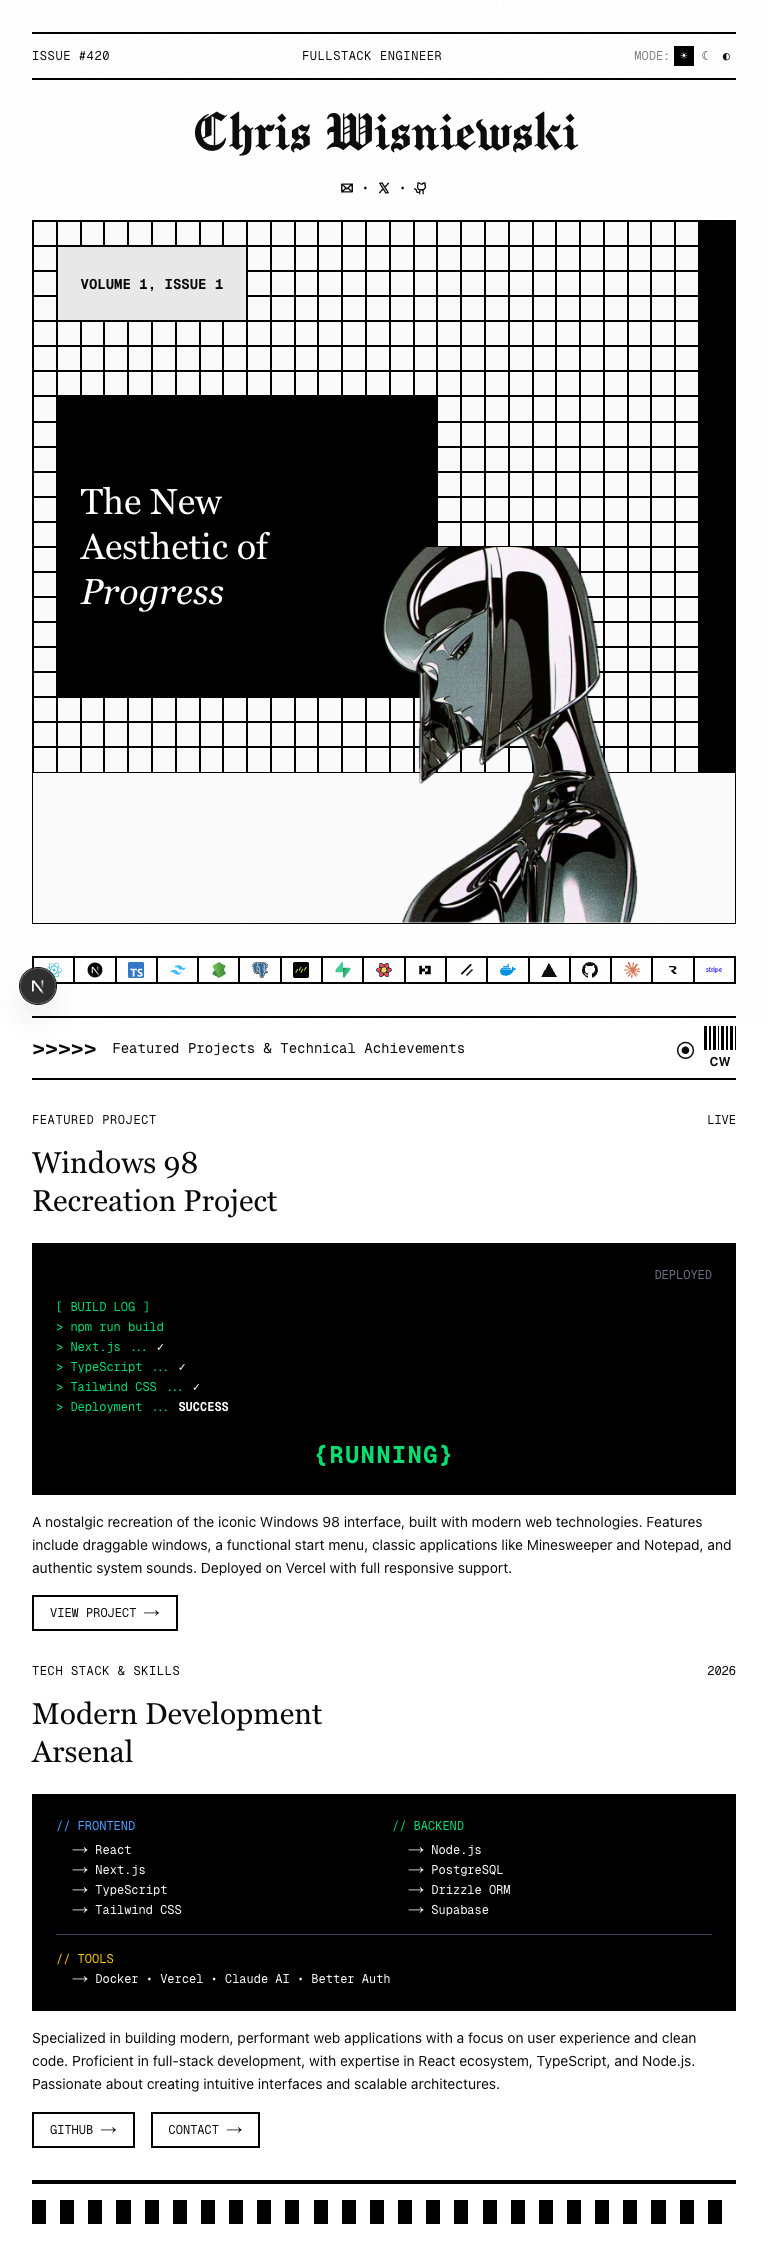 ISSUE #420
FULLSTACK ENGINEER
MODE: ☀ ☾ ◐
Chris Wisniewski
✉ • 𝕏 •
VOLUME 1, ISSUE 1
The New
Aesthetic of
Progress
N TS stripe
N
>>>>> Featured Projects & Technical Achievements
CW
FEATURED PROJECT
LIVE
Windows 98
Recreation Project
DEPLOYED
[ BUILD LOG ]
> npm run build
> Next.js ... ✓
> TypeScript ... ✓
> Tailwind CSS ... ✓
> Deployment ... SUCCESS
{RUNNING}
A nostalgic recreation of the iconic Windows 98 interface, built with modern web technologies. Features
include draggable windows, a functional start menu, classic applications like Minesweeper and Notepad, and
authentic system sounds. Deployed on Vercel with full responsive support.
VIEW PROJECT →
TECH STACK & SKILLS
2026
Modern Development
Arsenal
// FRONTEND
→ React
→ Next.js
→ TypeScript
→ Tailwind CSS
// BACKEND
→ Node.js
→ PostgreSQL
→ Drizzle ORM
→ Supabase
// TOOLS
→ Docker • Vercel • Claude AI • Better Auth
Specialized in building modern, performant web applications with a focus on user experience and clean
code. Proficient in full-stack development, with expertise in React ecosystem, TypeScript, and Node.js.
Passionate about creating intuitive interfaces and scalable architectures.
GITHUB →
CONTACT →